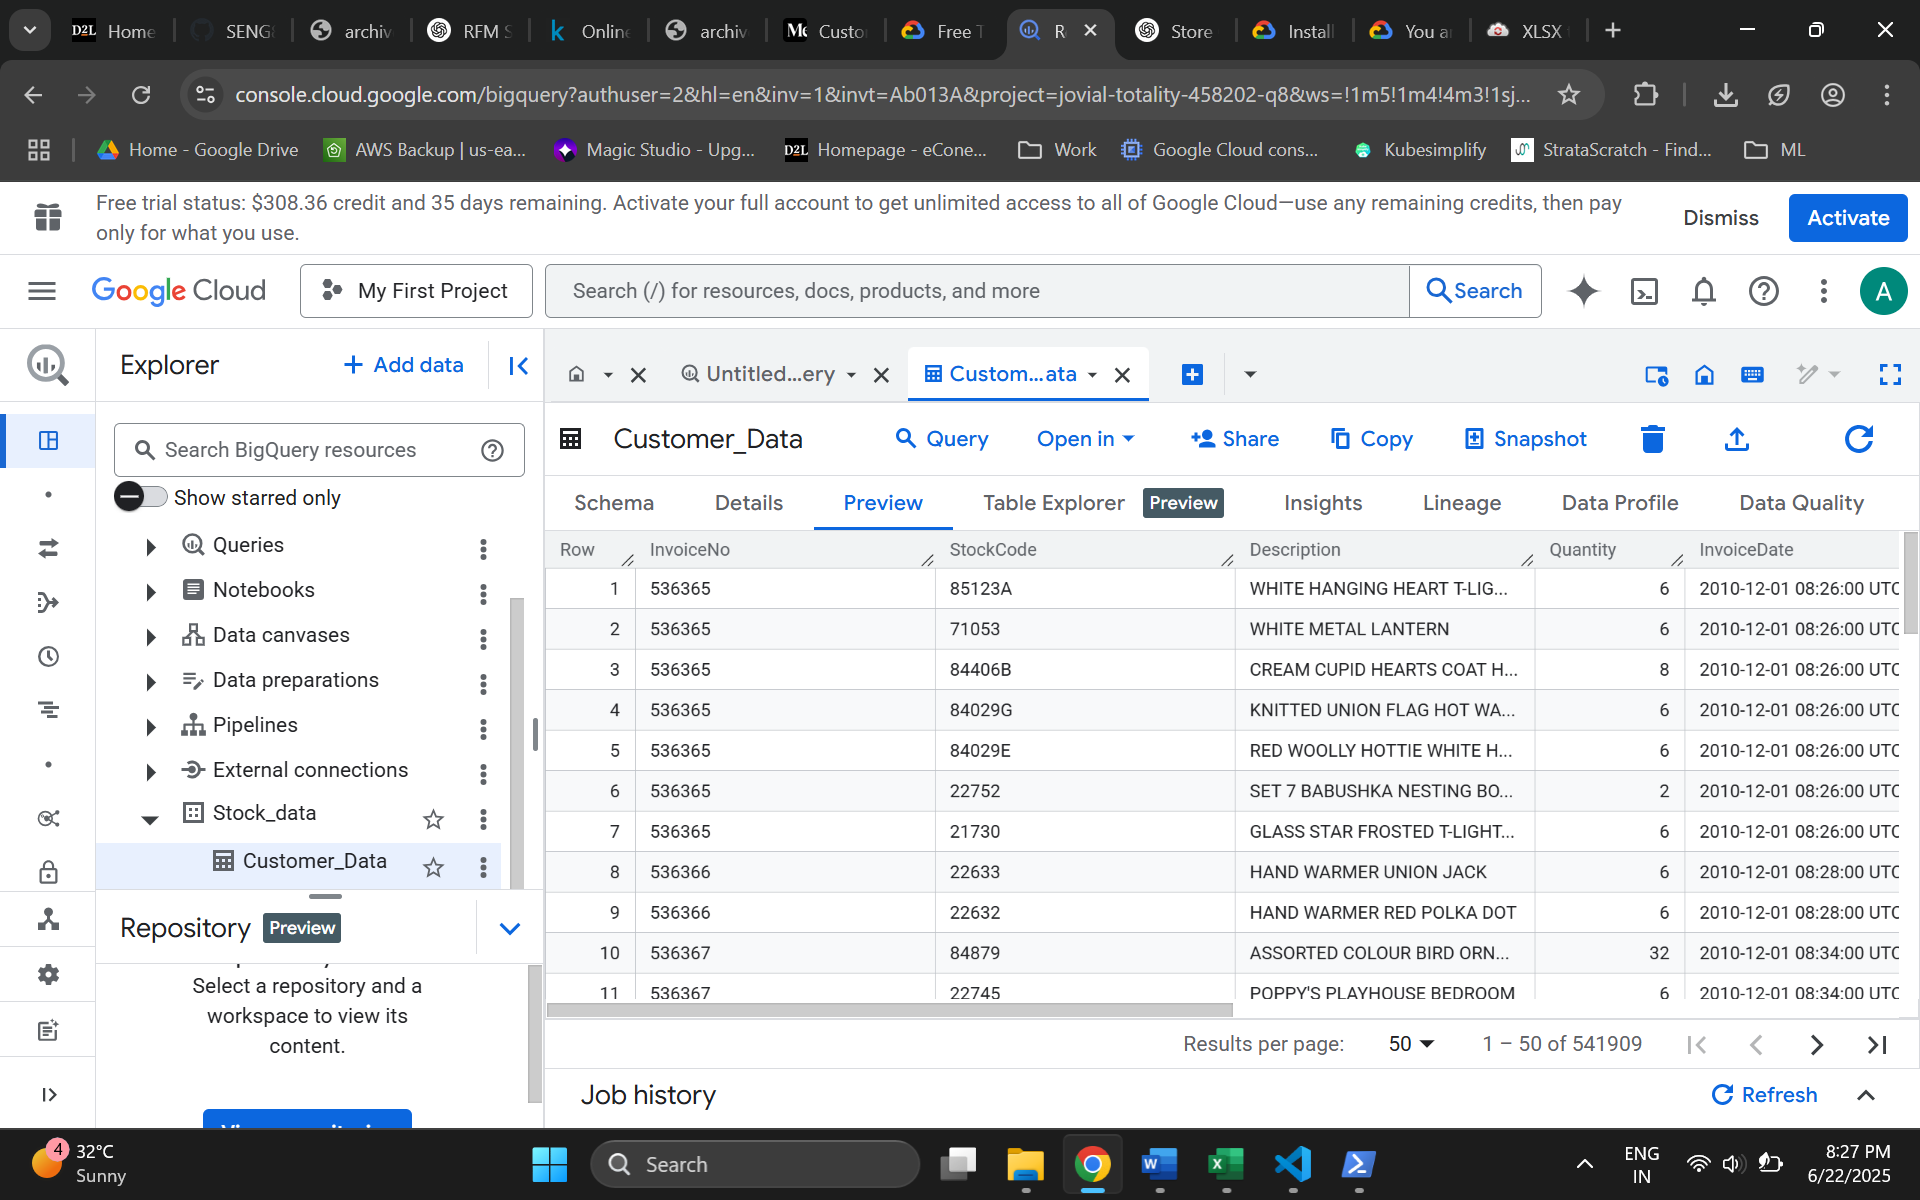 D2L Home
SENG
archiv
RFM S
Online
archiv
Custo
Free T
R
Store
Install
You a
XLSX
console.cloud.google.com/bigquery?authuser=2&hl=en&inv=1&invt=Ab013A&project=jovial-totality-458202-q8&ws=!1m5!1m4!4m3!1sj...
Home - Google Drive
AWS Backup | us-ea...
Magic Studio - Upg...
D2L Homepage - eCone...
Work
Google Cloud cons...
Kubesimplify
StrataScratch - Find...
ML
Free trial status: $308.36 credit and 35 days remaining. Activate your full account to get unlimited access to all of Google Cloud—use any remaining credits, then pay
only for what you use.
Dismiss
Activate
Google Cloud
My First Project
Search (/) for resources, docs, products, and more
Search
A
Explorer
+ Add data
Untitled...ery
Custom...ata
Search BigQuery resources
Show starred only
Queries
Notebooks
Data canvases
Data preparations
Pipelines
External connections
Stock_data
Customer_Data
Repository Preview
Select a repository and a
workspace to view its
content.
Customer_Data
Query
Open in
Share
Copy
Snapshot
Schema Details Preview Table Explorer Preview Insights Lineage Data Profile Data Quality
Row InvoiceNo StockCode Description Quantity InvoiceDate
1 536365 85123A WHITE HANGING HEART T-LIG... 6 2010-12-01 08:26:00 UTC
2 536365 71053 WHITE METAL LANTERN 6 2010-12-01 08:26:00 UTC
3 536365 84406B CREAM CUPID HEARTS COAT H... 8 2010-12-01 08:26:00 UTC
4 536365 84029G KNITTED UNION FLAG HOT WA... 6 2010-12-01 08:26:00 UTC
5 536365 84029E RED WOOLLY HOTTIE WHITE H... 6 2010-12-01 08:26:00 UTC
6 536365 22752 SET 7 BABUSHKA NESTING BO... 2 2010-12-01 08:26:00 UTC
7 536365 21730 GLASS STAR FROSTED T-LIGHT... 6 2010-12-01 08:26:00 UTC
8 536366 22633 HAND WARMER UNION JACK 6 2010-12-01 08:28:00 UTC
9 536366 22632 HAND WARMER RED POLKA DOT 6 2010-12-01 08:28:00 UTC
10 536367 84879 ASSORTED COLOUR BIRD ORN... 32 2010-12-01 08:34:00 UTC
11 536367 22745 POPPY'S PLAYHOUSE BEDROOM 6 2010-12-01 08:34:00 UTC
Results per page: 50 1 – 50 of 541909
Job history
Refresh
4
32°C
Sunny
Search
ENG
IN
8:27 PM
6/22/2025